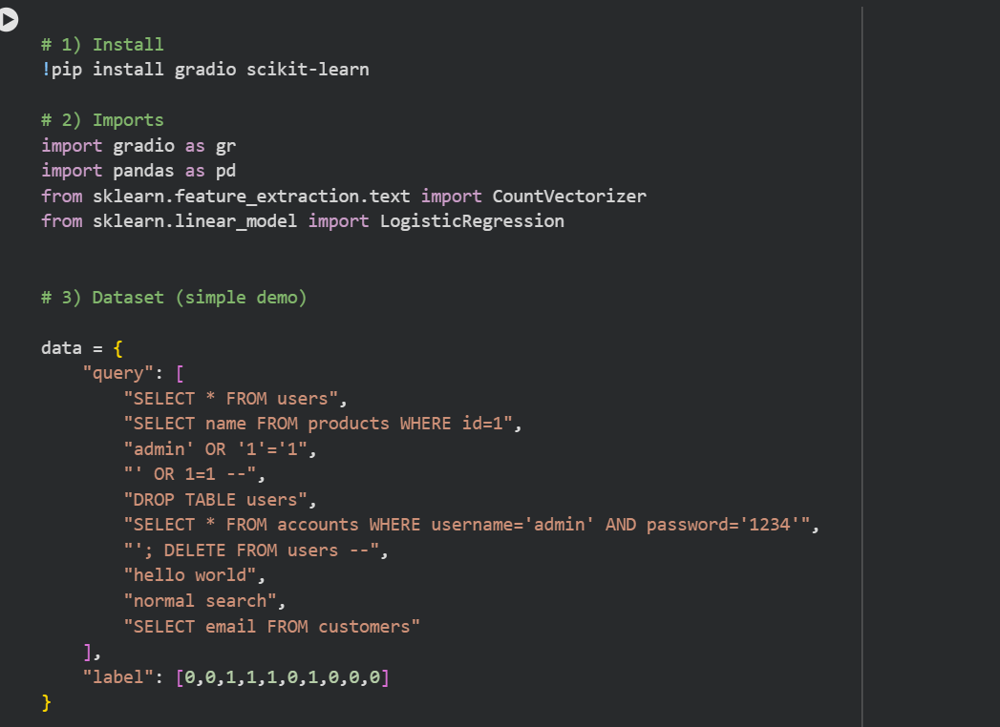 # 1) Install
!pip install gradio scikit-learn
# 2) Imports
import gradio as gr
import pandas as pd
from sklearn.feature_extraction.text import CountVectorizer
from sklearn.linear_model import LogisticRegression
# 3) Dataset (simple demo)
data = {
    "query": [
        "SELECT * FROM users",
        "SELECT name FROM products WHERE id=1",
        "admin' OR '1'='1",
        "' OR 1=1 --",
        "DROP TABLE users",
        "SELECT * FROM accounts WHERE username='admin' AND password='1234'",
        "'; DELETE FROM users --",
        "hello world",
        "normal search",
        "SELECT email FROM customers"
    ],
    "label": [0,0,1,1,1,0,1,0,0,0]
}